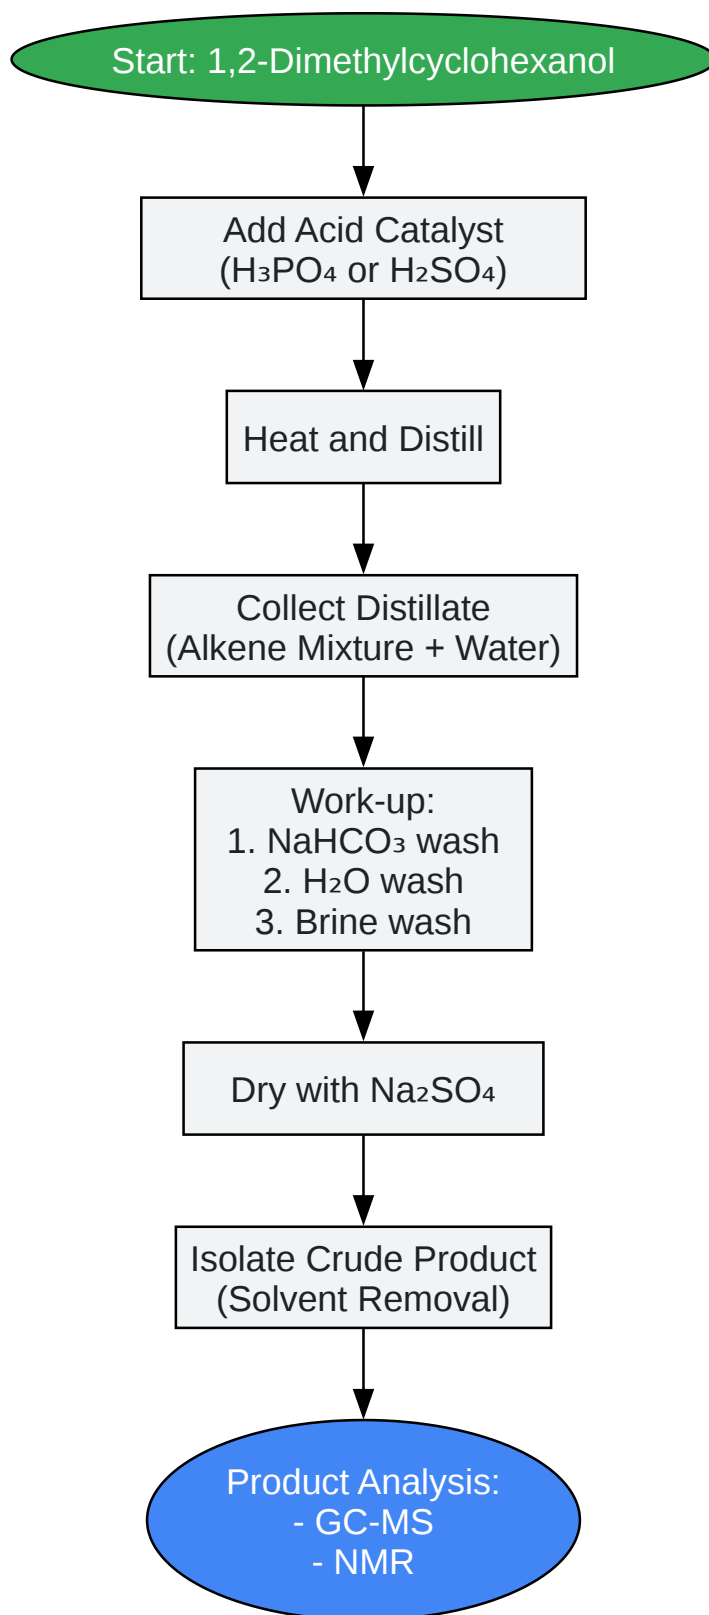 Start: 1,2-Dimethylcyclohexanol
Add Acid Catalyst
(H₃PO₄ or H₂SO₄)
Heat and Distill
Collect Distillate
(Alkene Mixture + Water)
Work-up:
1. NaHCO₃ wash
2. H₂O wash
3. Brine wash
Dry with Na₂SO₄
Isolate Crude Product
(Solvent Removal)
Product Analysis:
- GC-MS
- NMR